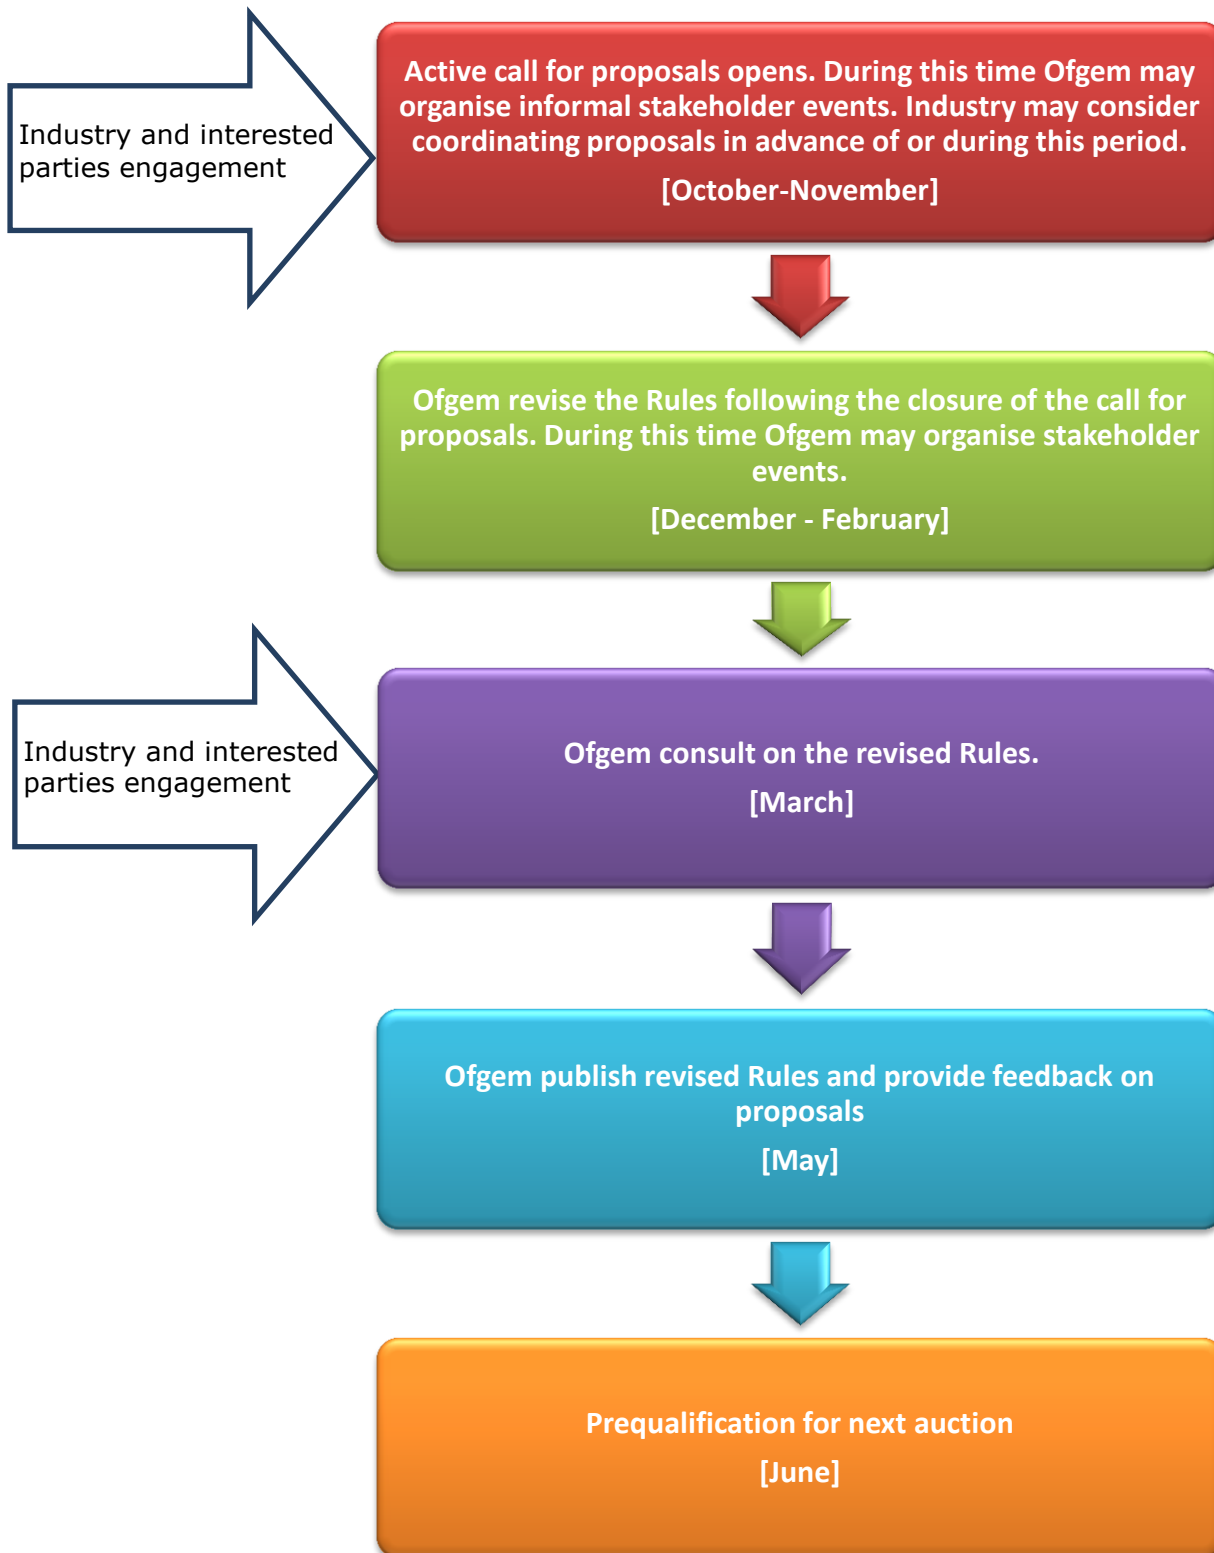 Industry and interested
parties engagement
Active call for proposals opens. During this time Ofgem may
organise informal stakeholder events. Industry may consider
coordinating proposals in advance of or during this period.
[October-November]
Ofgem revise the Rules following the closure of the call for
proposals. During this time Ofgem may organise stakeholder
events.
[December - February]
Industry and interested
parties engagement
Ofgem consult on the revised Rules.
[March]
Ofgem publish revised Rules and provide feedback on
proposals
[May]
Prequalification for next auction
[June]